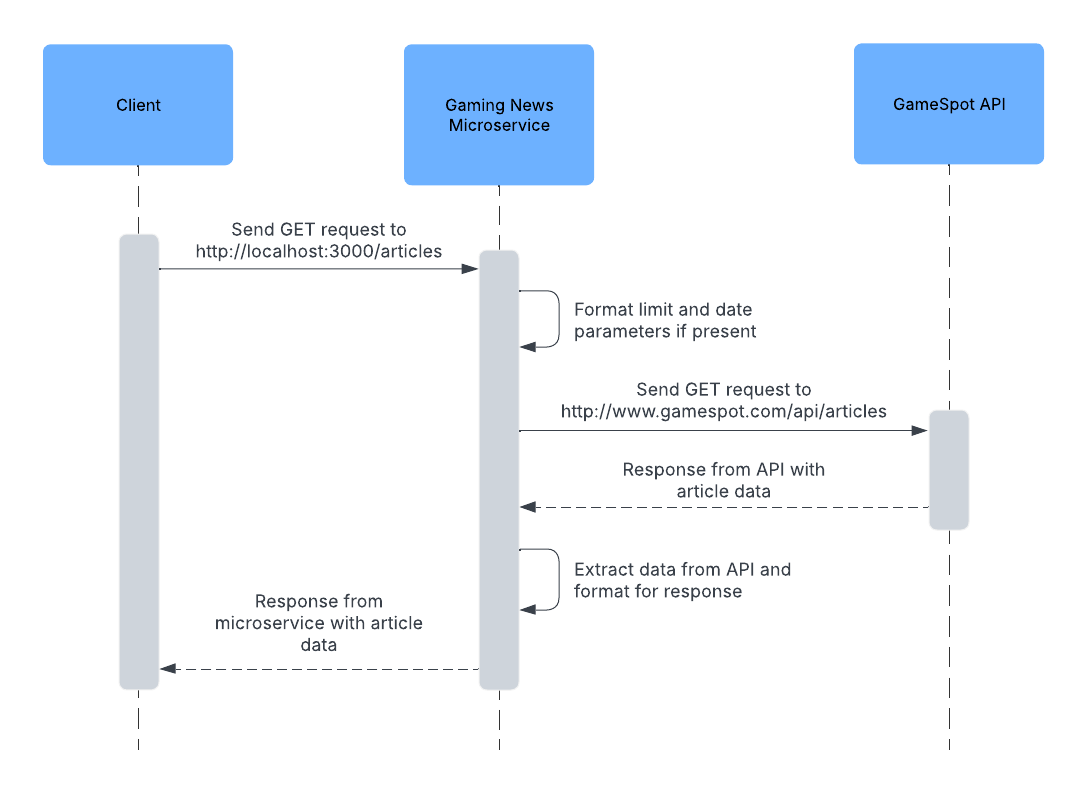 Client
Gaming News
Microservice
GameSpot API
Send GET request to
http://localhost:3000/articles
Format limit and date
parameters if present
Send GET request to
http://www.gamespot.com/api/articles
Response from API with
article data
Extract data from API and
format for response
Response from
microservice with article
data